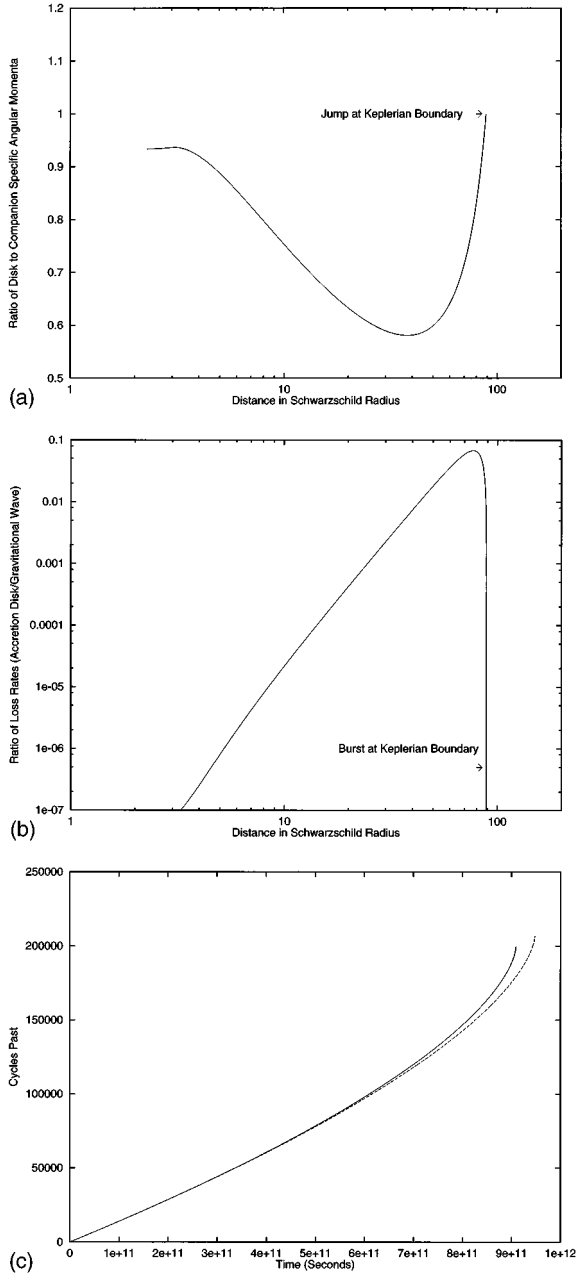 1.2
1.1
1
0.9
0.8
0.7
0.6
0.5
Ratio of Disk to Companion Specific Angular Momenta
Jump at Keplerian Boundary
1
10
100
Distance in Schwarzschild Radius
(a)
0.1
0.01
0.001
0.0001
1e-05
1e-06
1e-07
Ratio of Loss Rates (Accretion Disk/Gravitational Wave)
Burst at Keplerian Boundary
1
10
100
Distance in Schwarzschild Radius
(b)
250000
200000
150000
100000
50000
0
Cycles Past
0
1e+11
2e+11
3e+11
4e+11
5e+11
6e+11
7e+11
8e+11
9e+11
1e+12
Time (Seconds)
(c)